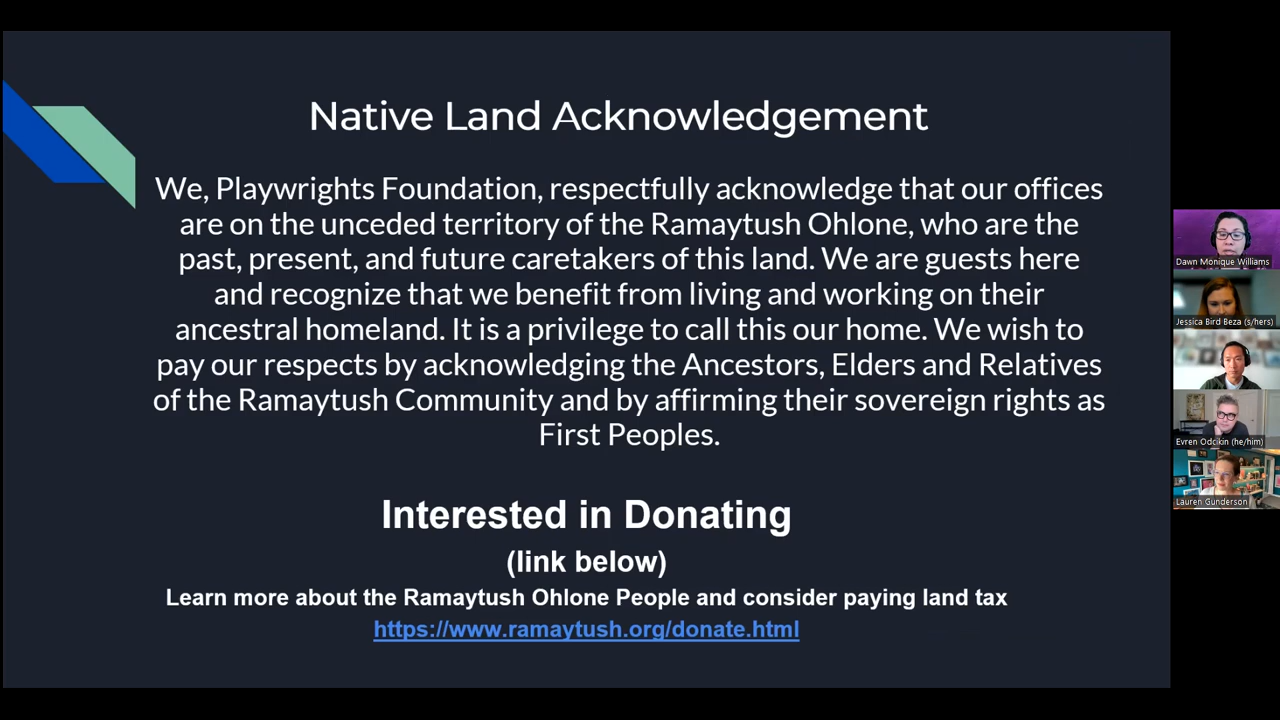 Native Land Acknowledgement
We, Playwrights Foundation, respectfully acknowledge that our offices
are on the unceded territory of the Ramaytush Ohlone, who are the
past, present, and future caretakers of this land. We are guests here
and recognize that we benefit from living and working on their
ancestral homeland. It is a privilege to call this our home. We wish to
pay our respects by acknowledging the Ancestors, Elders and Relatives
of the Ramaytush Community and by affirming their sovereign rights as
First Peoples.
Interested in Donating
(link below)
Learn more about the Ramaytush Ohlone People and consider paying land tax
https://www.ramaytush.org/donate.html
Dawn Monique Williams
Jessica Bird Beza (s/hers)
Evren Odcikin (he/him)
Lauren Gunderson